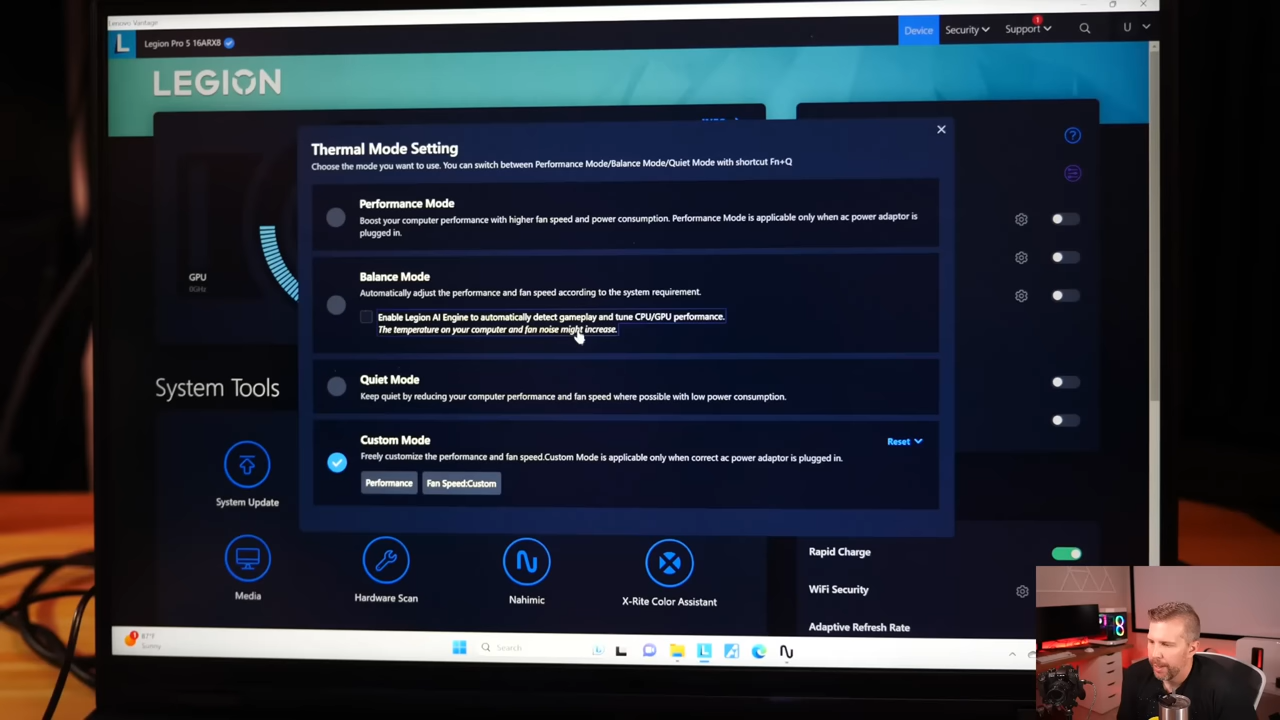 Lenovo Vantage
L
Legion Pro 5 16ARX8
Device
Security
Support
1
U
LEGION
Thermal Mode Setting
Choose the mode you want to use. You can switch between Performance Mode/Balance Mode/Quiet Mode with shortcut Fn+Q
Performance Mode
Boost your computer performance with higher fan speed and power consumption. Performance Mode is applicable only when ac power adaptor is
plugged in.
Balance Mode
Automatically adjust the performance and fan speed according to the system requirement.
Enable Legion AI Engine to automatically detect gameplay and tune CPU/GPU performance.
The temperature on your computer and fan noise might increase.
Quiet Mode
Keep quiet by reducing your computer performance and fan speed where possible with low power consumption.
Custom Mode
Reset
Freely customize the performance and fan speed.Custom Mode is applicable only when correct ac power adaptor is plugged in.
Performance
Fan Speed:Custom
GPU
0GHz
System Tools
System Update
Media
Hardware Scan
Nahimic
X-Rite Color Assistant
Rapid Charge
WiFi Security
Adaptive Refresh Rate
1
87°F
Sunny
Search